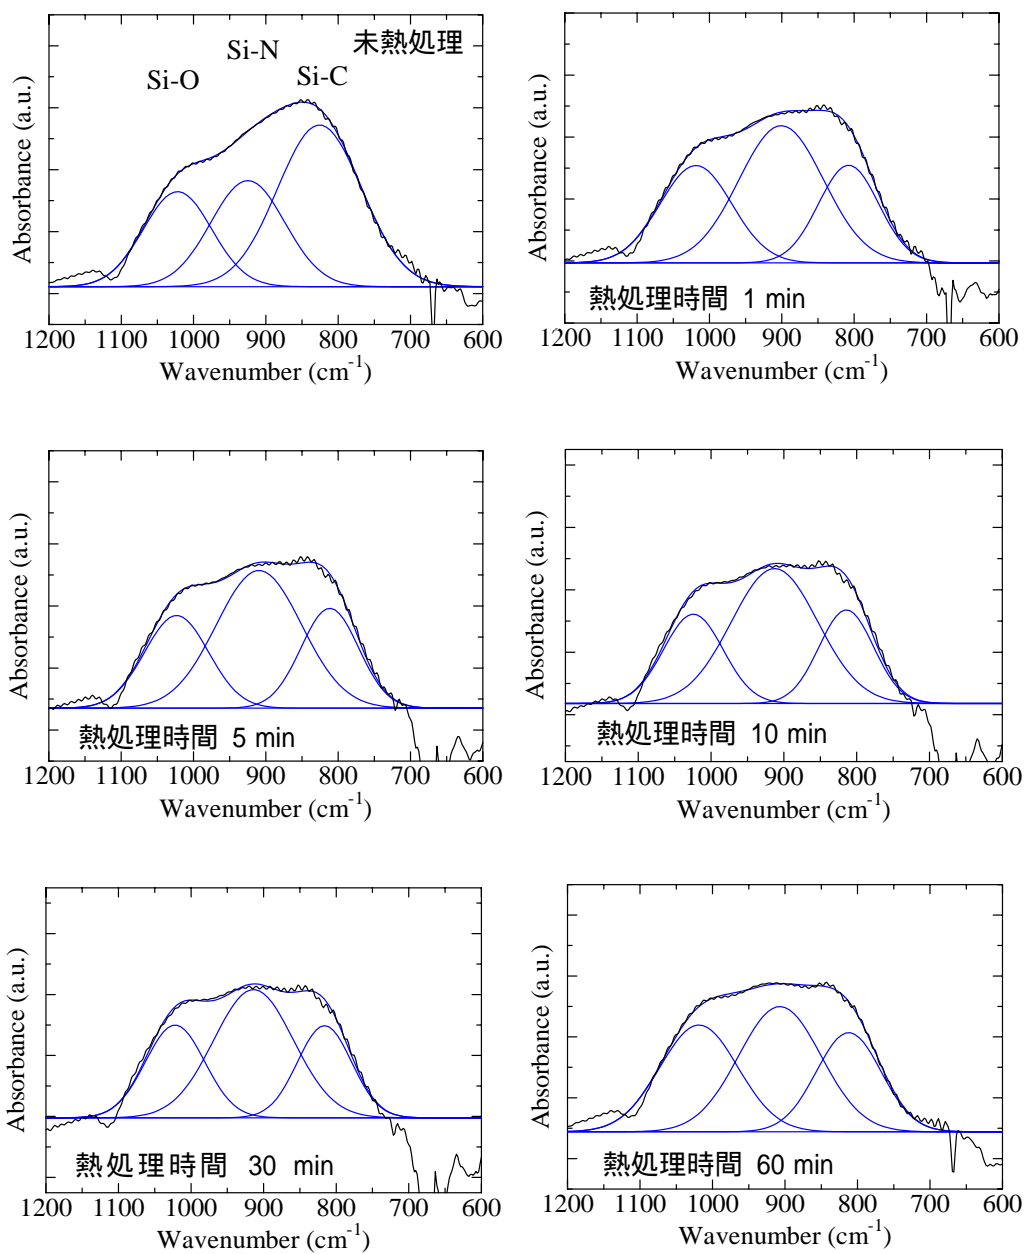 未熱処理
Si-N
Si-O
Si-C
Absorbance (a.u.)
1200 1100 1000 900 800 700 600
Wavenumber (cm-1)
Absorbance (a.u.)
熱処理時間 1 min
1200 1100 1000 900 800 700 600
Wavenumber (cm-1)
Absorbance (a.u.)
熱処理時間 5 min
1200 1100 1000 900 800 700 600
Wavenumber (cm-1)
Absorbance (a.u.)
熱処理時間 10 min
1200 1100 1000 900 800 700 600
Wavenumber (cm-1)
Absorbance (a.u.)
熱処理時間 30 min
1200 1100 1000 900 800 700 600
Wavenumber (cm-1)
Absorbance (a.u.)
熱処理時間 60 min
1200 1100 1000 900 800 700 600
Wavenumber (cm-1)